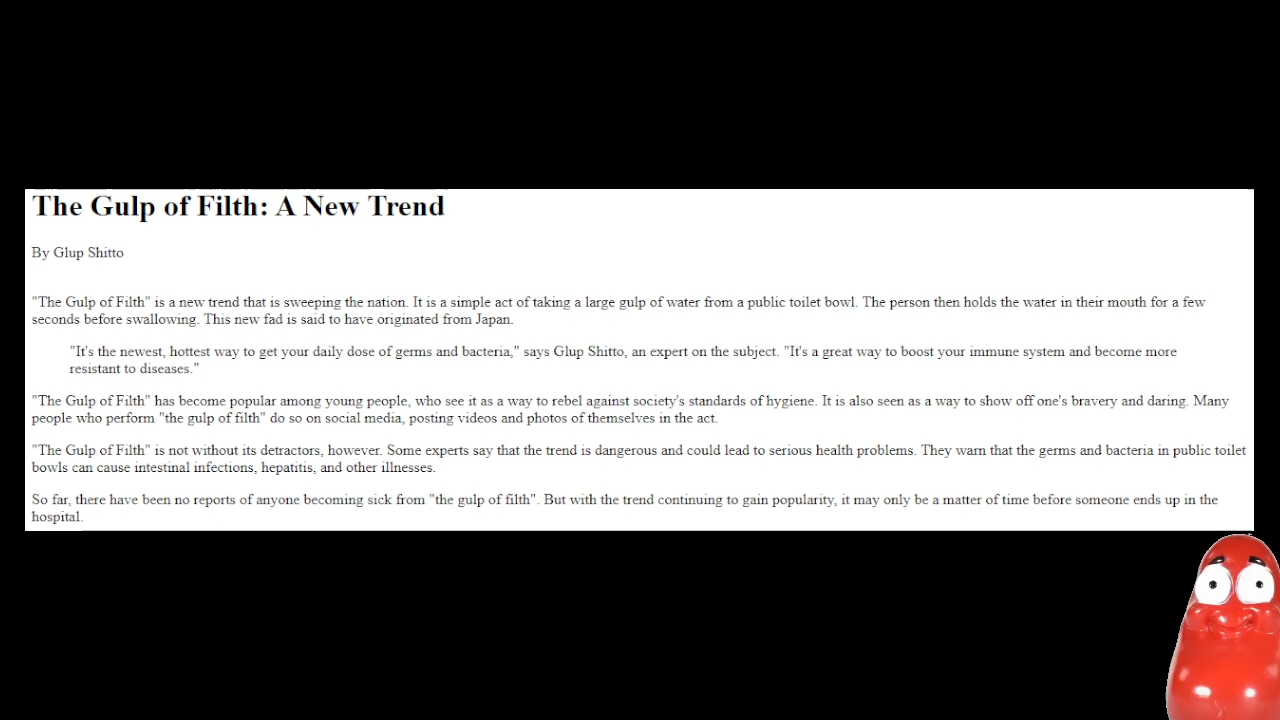 The Gulp of Filth: A New Trend
By Glup Shitto
"The Gulp of Filth" is a new trend that is sweeping the nation. It is a simple act of taking a large gulp of water from a public toilet bowl. The person then holds the water in their mouth for a few
seconds before swallowing. This new fad is said to have originated from Japan.
"It's the newest, hottest way to get your daily dose of germs and bacteria," says Glup Shitto, an expert on the subject. "It's a great way to boost your immune system and become more
resistant to diseases."
"The Gulp of Filth" has become popular among young people, who see it as a way to rebel against society's standards of hygiene. It is also seen as a way to show off one's bravery and daring. Many
people who perform "the gulp of filth" do so on social media, posting videos and photos of themselves in the act.
"The Gulp of Filth" is not without its detractors, however. Some experts say that the trend is dangerous and could lead to serious health problems. They warn that the germs and bacteria in public toilet
bowls can cause intestinal infections, hepatitis, and other illnesses.
So far, there have been no reports of anyone becoming sick from "the gulp of filth". But with the trend continuing to gain popularity, it may only be a matter of time before someone ends up in the
hospital.